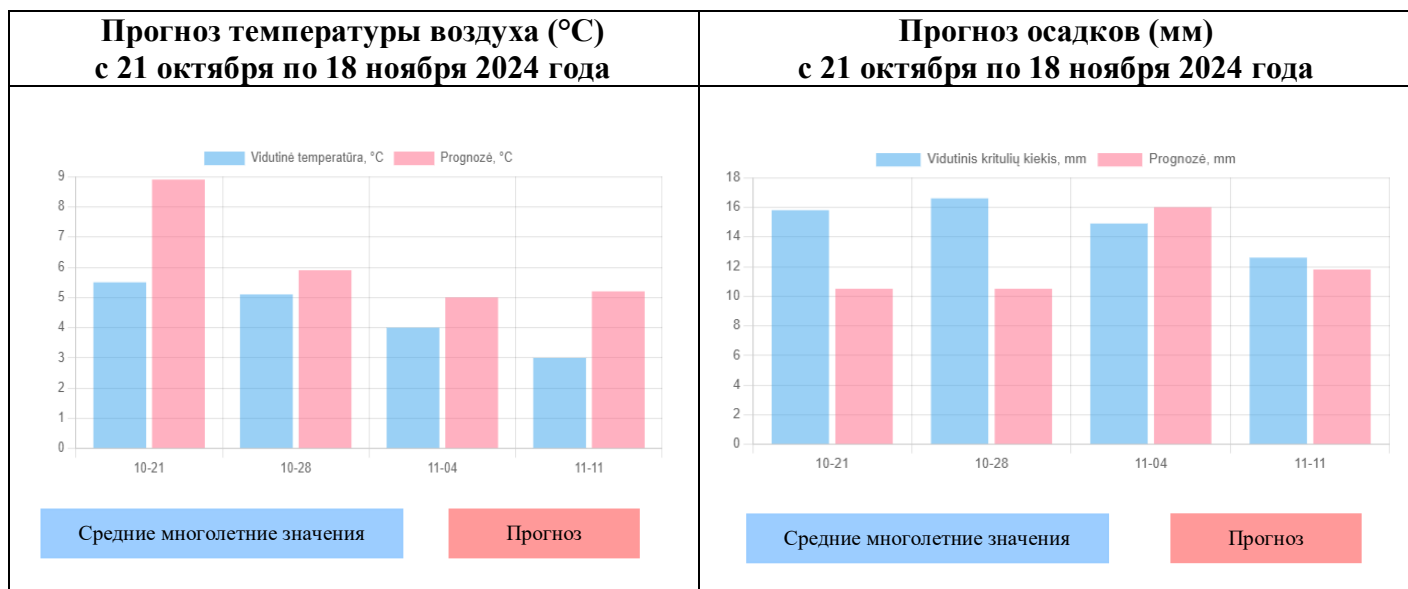 Прогноз температуры воздуха (°C)
с 21 октября по 18 ноября 2024 года
Vidutinė temperatūra, °C
Prognozė, °C
9
8
7
6
5
4
3
2
1
0
10-21
10-28
11-04
11-11
Средние многолетние значения
Прогноз
Прогноз осадков (мм)
с 21 октября по 18 ноября 2024 года
Vidutinis kritulių kiekis, mm
Prognozė, mm
18
16
14
12
10
8
6
4
2
0
10-21
10-28
11-04
11-11
Средние многолетние значения
Прогноз